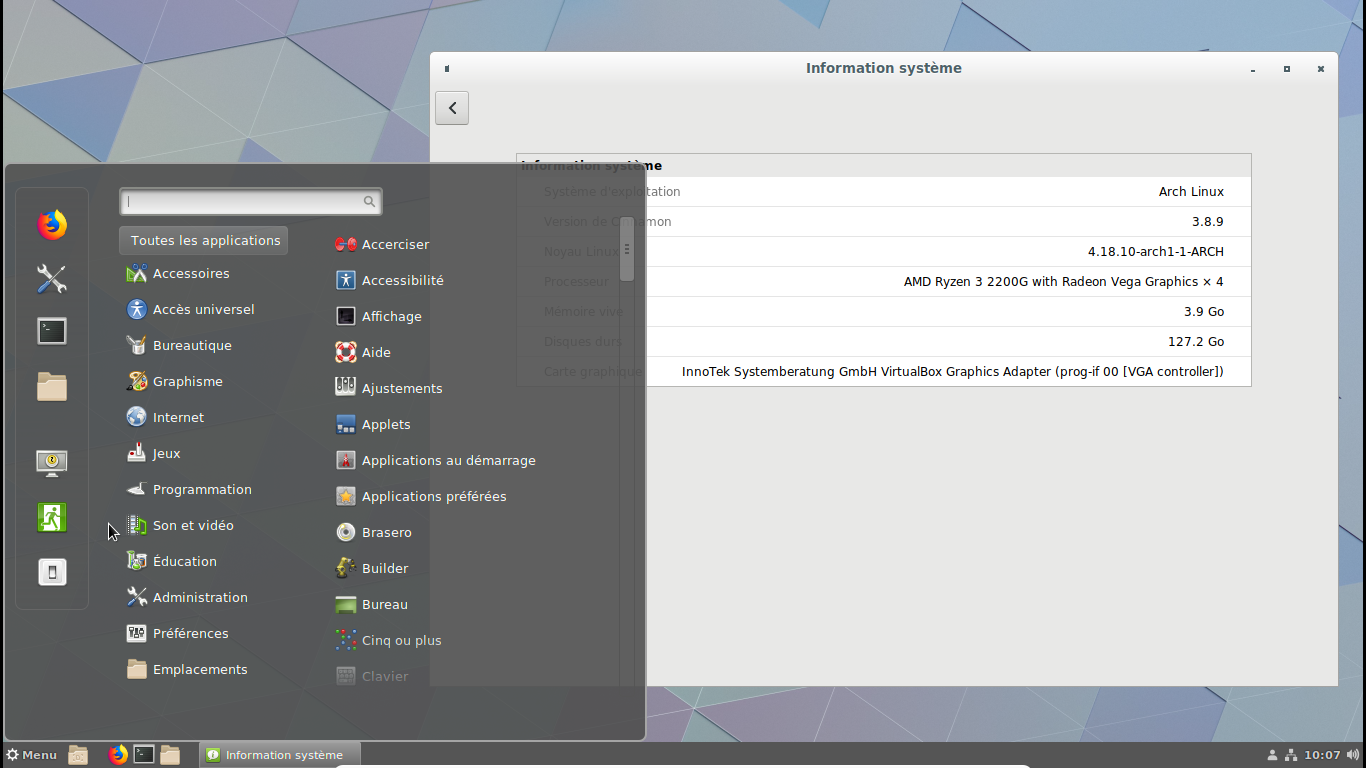 Information système
Information système
Système d'exploitation Arch Linux
Version de Cinnamon 3.8.9
Noyau Linux 4.18.10-arch1-1-ARCH
Processeur AMD Ryzen 3 2200G with Radeon Vega Graphics × 4
Mémoire vive 3.9 Go
Disques durs 127.2 Go
Carte graphique InnoTek Systemberatung GmbH VirtualBox Graphics Adapter (prog-if 00 [VGA controller])
Toutes les applications
Accessoires
Accès universel
Bureautique
Graphisme
Internet
Jeux
Programmation
Son et vidéo
Éducation
Administration
Préférences
Emplacements
Accerciser
Accessibilité
Affichage
Aide
Ajustements
Applets
Applications au démarrage
Applications préférées
Brasero
Builder
Bureau
Cinq ou plus
Clavier
Menu
Information système
10:07